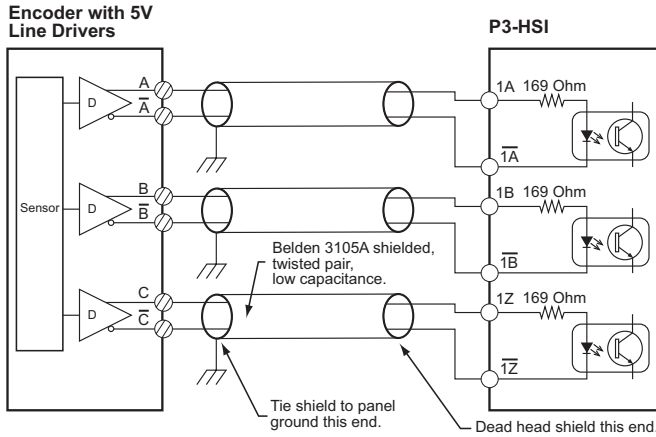 Encoder with 5V
Line Drivers
P3-HSI
Sensor
D
A
A̅
1A 169 Ohm
1A̅
D
B
B̅
1B 169 Ohm
1B̅
Belden 3105A shielded,
twisted pair,
low capacitance.
D
C
C̅
1Z 169 Ohm
1Z̅
Tie shield to panel
ground this end.
Dead head shield this end.